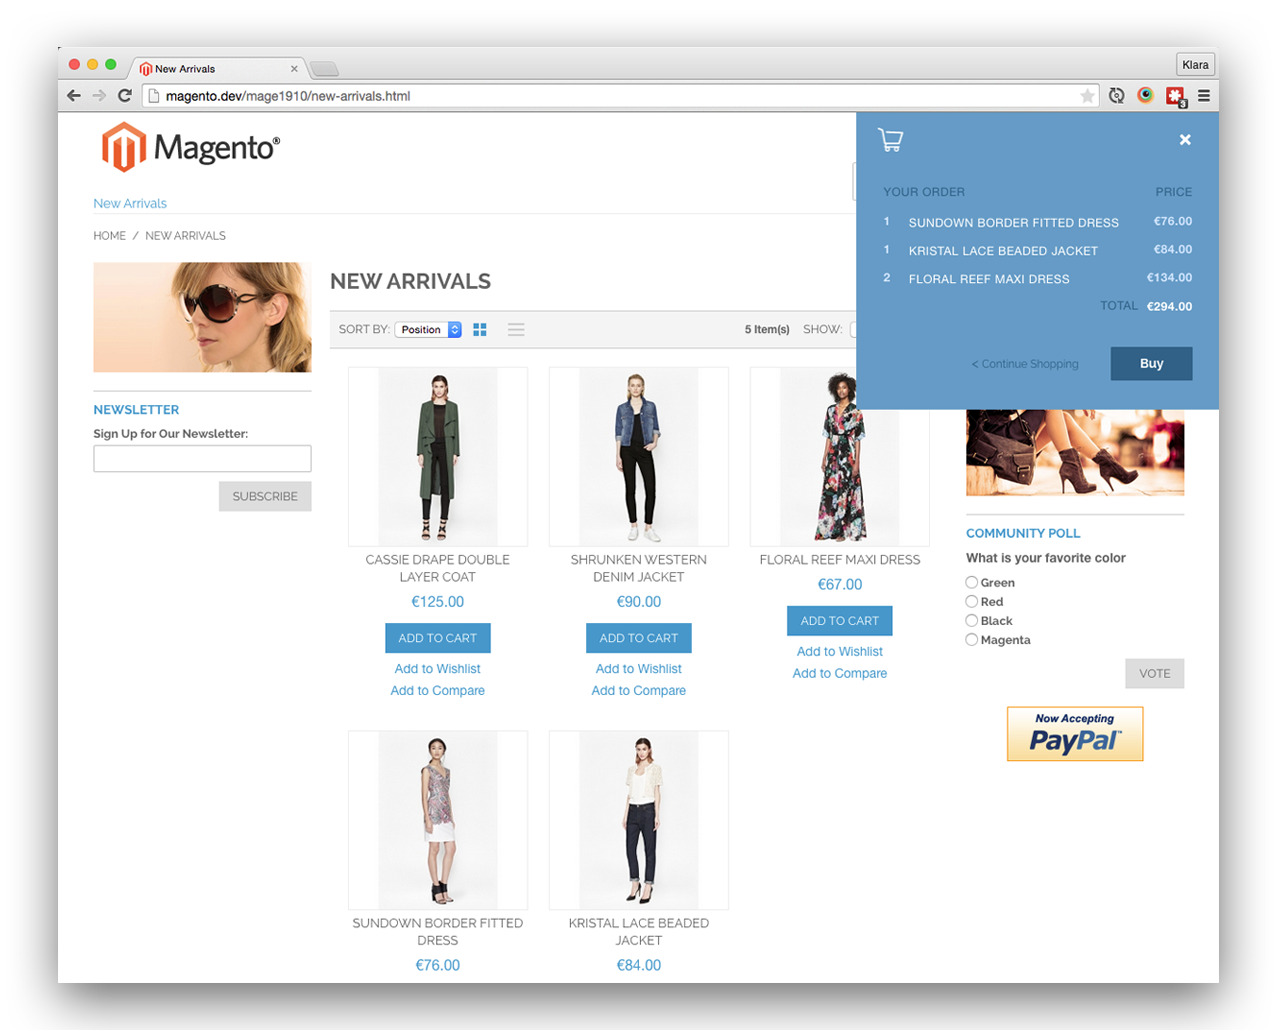 New Arrivals
Klara
magento.dev/mage1910/new-arrivals.html
3
Magento®
New Arrivals
HOME / NEW ARRIVALS
YOUR ORDER PRICE
1 SUNDOWN BORDER FITTED DRESS €76.00
1 KRISTAL LACE BEADED JACKET €84.00
2 FLORAL REEF MAXI DRESS €134.00
TOTAL €294.00
< Continue Shopping Buy
NEW ARRIVALS
SORT BY: Position 5 Item(s) SHOW:
NEWSLETTER
Sign Up for Our Newsletter:
SUBSCRIBE
CASSIE DRAPE DOUBLE
LAYER COAT
€125.00
ADD TO CART
Add to Wishlist
Add to Compare
SHRUNKEN WESTERN
DENIM JACKET
€90.00
ADD TO CART
Add to Wishlist
Add to Compare
FLORAL REEF MAXI DRESS
€67.00
ADD TO CART
Add to Wishlist
Add to Compare
SUNDOWN BORDER FITTED
DRESS
€76.00
KRISTAL LACE BEADED
JACKET
€84.00
COMMUNITY POLL
What is your favorite color
Green
Red
Black
Magenta
VOTE
Now Accepting
PayPal™